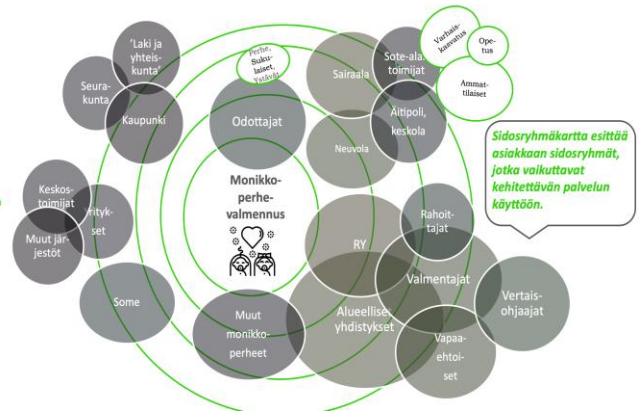 'Laki ja
yhteis-
kunta'
Seura-
kunta
Kaupunki
Perhe,
Suku-
laiset,
Ystävät
Odottajat
Sairaala
Sote-ala
toimijat
Varhais-
kasvatus
Ope-
tus
Ammat-
tilaiset
Äitipoli,
keskola
Neuvola
Sidosryhmäkartta esittää
asiakkaan sidosryhmät,
jotka vaikuttavat
kehitettävän palvelun
käyttöön.
Monikko-
perhe-
valmennus
Keskos-
toimijat
Yrityk-
set
Muut jär-
jestöt
Some
Muut
monikko-
perheet
RY
Rahoit-
tajat
Valmentajat
Alueelliset
yhdistykset
Vertais-
ohjaajat
Vapaa-
ehtoi-
set